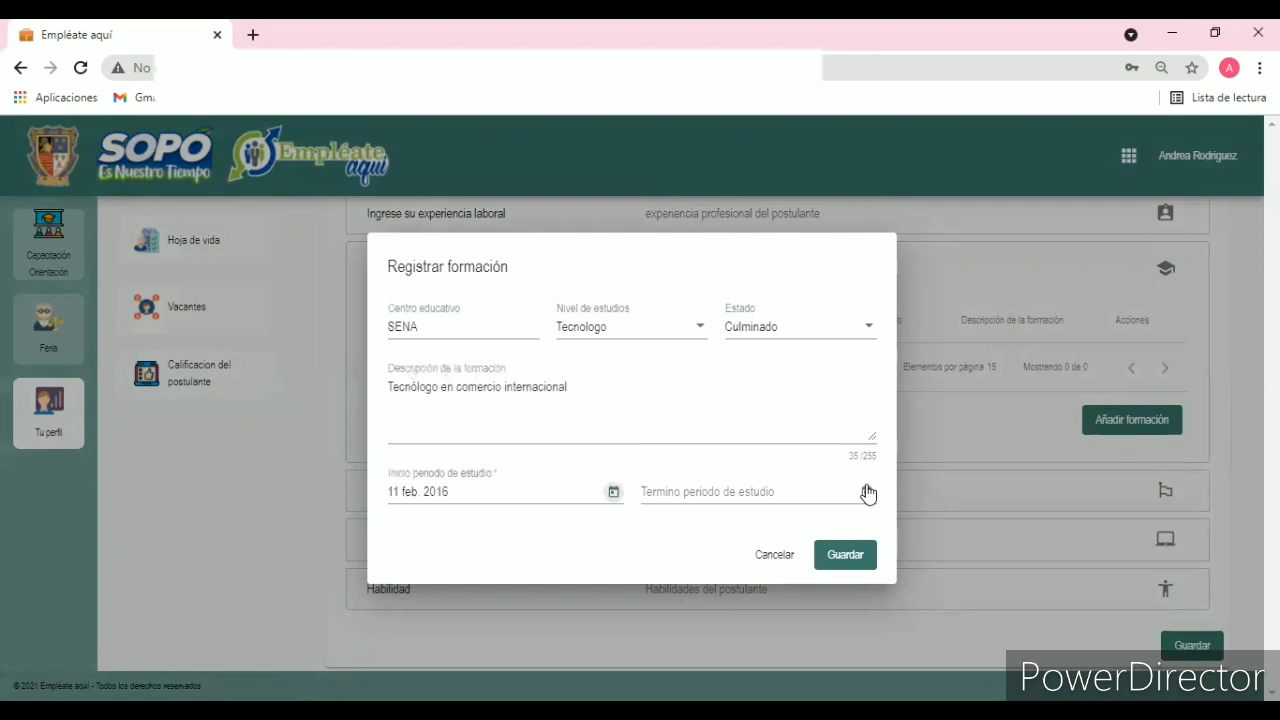 Empléate aquí
No
Aplicaciones
Lista de lectura
A
SOPÓ
Es Nuestro Tiempo
Empléate
aquí
Andrea Rodriguez
Capacitación
Orientación
Feria
Tu perfil
Hoja de vida
Vacantes
Calificacion del
postulante
Ingrese su experiencia laboral
experiencia profesional del postulante
Registrar formación
Centro educativo
Nivel de estudios
Estado
SENA
Tecnologo
Culminado
Descripción de la formación
Acciones
Descripción de la formación
Tecnólogo en comercio internacional
Elementos por página 15
Mostrando 0 de 0
Añadir formación
35 /255
Inicio periodo de estudio *
11 feb. 2016
Termino periodo de estudio
Cancelar
Guardar
Habilidad
Habilidades del postulante
Guardar
© 2021 Empléate aquí - Todos los derechos reservados
PowerDirector